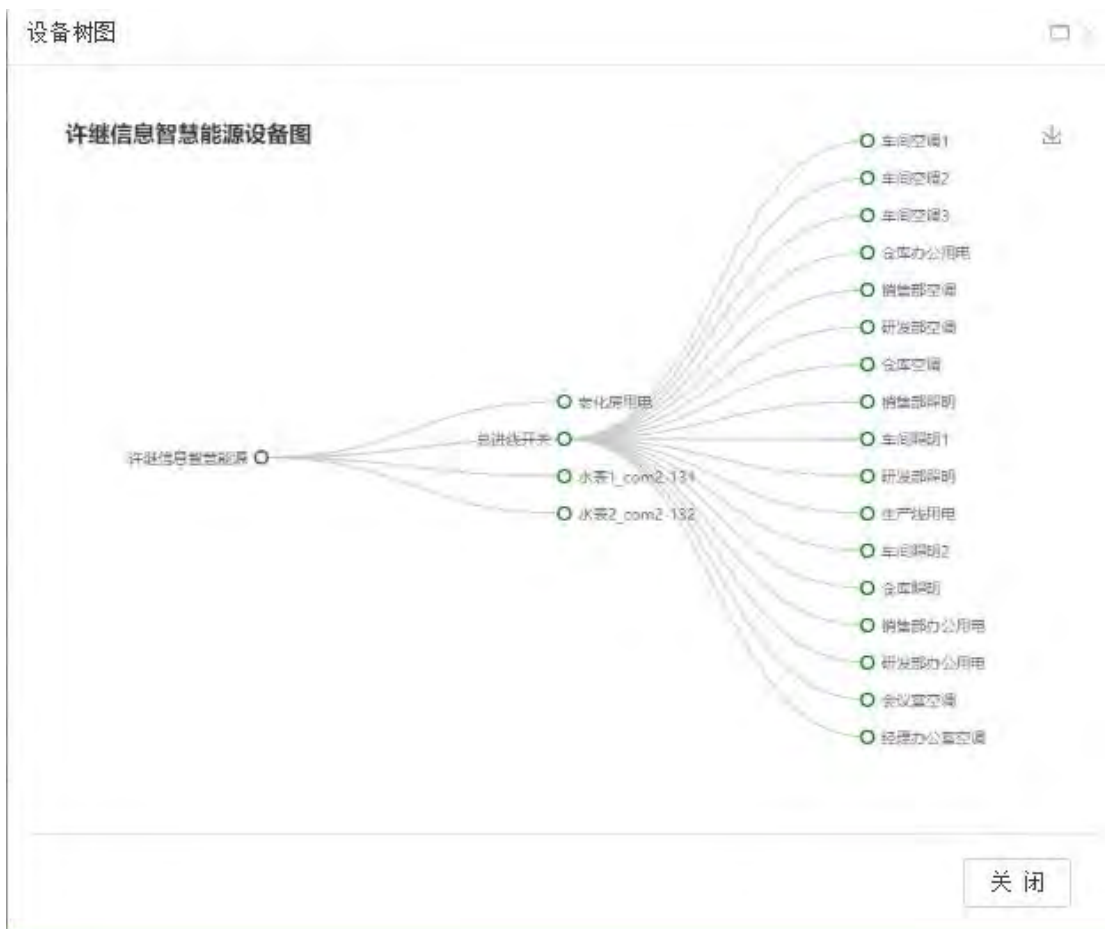 设备树图
许继信息智慧能源设备图
车间空调1
车间空调2
车间空调3
仓库办公用电
销售部空调
研发部空调
仓库空调
老化房用电
销售部照明
总进线开关
车间照明1
许继信息智慧能源
水表1_com2-131
研发部照明
水表2_com2-132
生产线用电
车间照明2
仓库照明
销售部办公用电
研发部办公用电
会议室空调
经理办公室空调
关闭